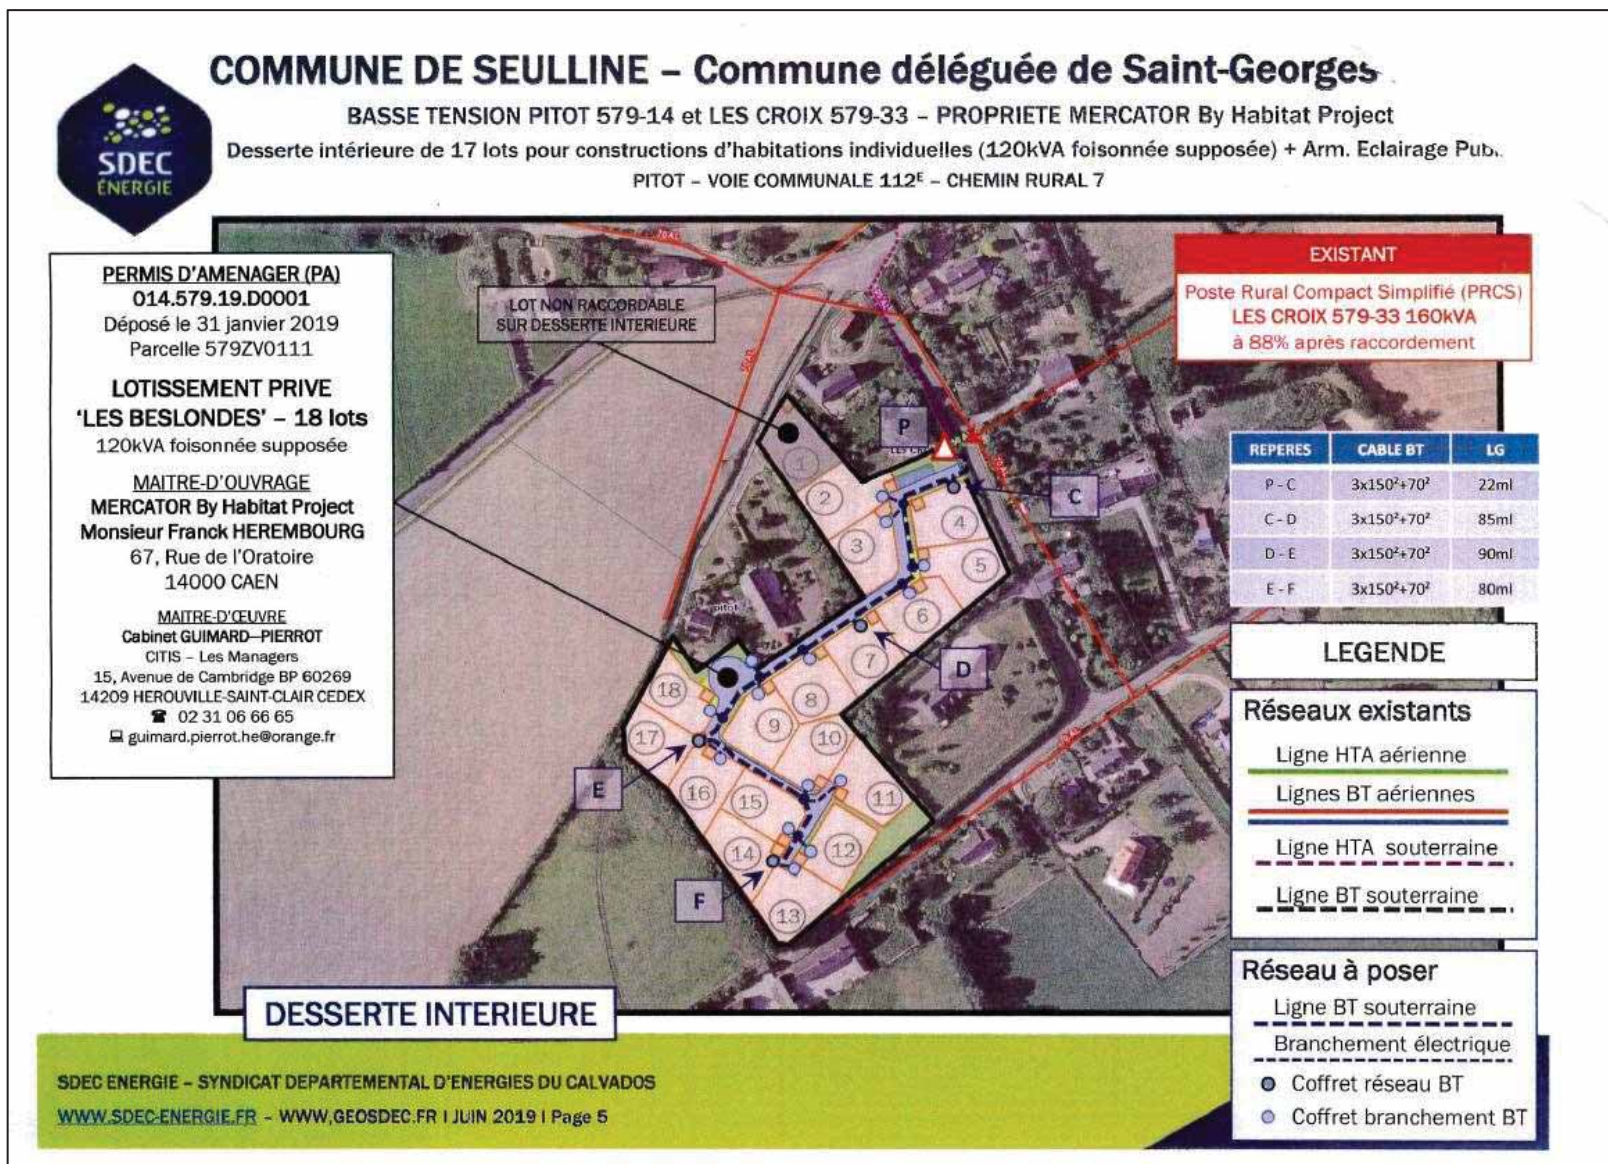 COMMUNE DE SEULLINE – Commune déléguée de Saint-Georges
BASSE TENSION PITOT 579-14 et LES CROIX 579-33 – PROPRIETE MERCATOR By Habitat Project
Desserte intérieure de 17 lots pour constructions d'habitations individuelles (120kVA foisonnée supposée) + Arm. Eclairage Pub.
PITOT – VOIE COMMUNALE 112E – CHEMIN RURAL 7
SDEC
ÉNERGIE
PERMIS D'AMENAGER (PA)
014.579.19.D0001
Déposé le 31 janvier 2019
Parcelle 579ZV0111
LOTISSEMENT PRIVE
'LES BESLONDES' – 18 lots
120kVA foisonnée supposée
MAITRE-D'OUVRAGE
MERCATOR By Habitat Project
Monsieur Franck HEREMBOURG
67, Rue de l'Oratoire
14000 CAEN
MAITRE-D'ŒUVRE
Cabinet GUIMARD–PIERROT
CITIS – Les Managers
15, Avenue de Cambridge BP 60269
14209 HEROUVILLE-SAINT-CLAIR CEDEX
☎ 02 31 06 66 65
guimard.pierrot.he@orange.fr
LOT NON RACCORDABLE
SUR DESSERTE INTERIEURE
70 AL
P
C
D
E
F
pitot
1
2
3
4
5
6
7
8
9
10
11
12
13
14
15
16
17
18
EXISTANT
Poste Rural Compact Simplifié (PRCS)
LES CROIX 579-33 160kVA
à 88% après raccordement
REPERES CABLE BT LG
P - C 3x150²+70² 22ml
C - D 3x150²+70² 85ml
D - E 3x150²+70² 90ml
E - F 3x150²+70² 80ml
LEGENDE
Réseaux existants
Ligne HTA aérienne
Lignes BT aériennes
Ligne HTA souterraine
Ligne BT souterraine
Réseau à poser
Ligne BT souterraine
Branchement électrique
Coffret réseau BT
Coffret branchement BT
DESSERTE INTERIEURE
SDEC ENERGIE – SYNDICAT DEPARTEMENTAL D'ENERGIES DU CALVADOS
WWW.SDEC-ENERGIE.FR – WWW.GEOSDEC.FR I JUIN 2019 I Page 5